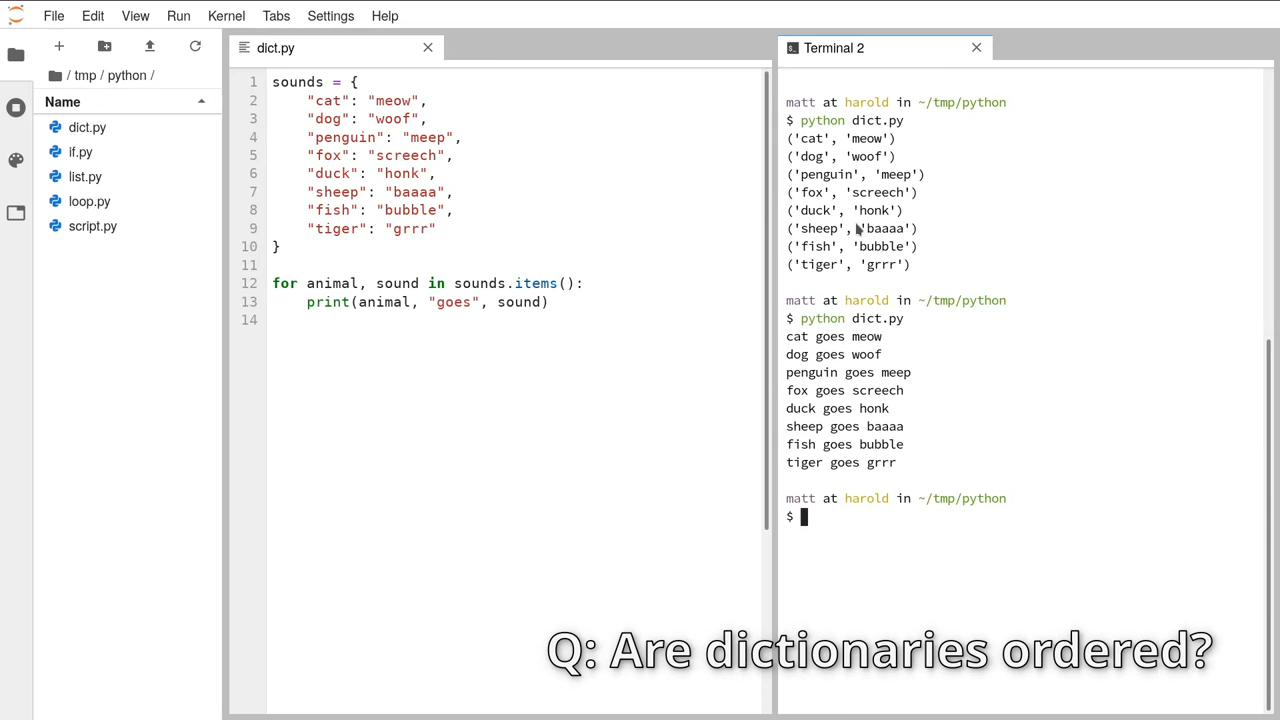 File Edit View Run Kernel Tabs Settings Help
/ tmp / python /
Name
dict.py
if.py
list.py
loop.py
script.py
dict.py
1 sounds = {
2 "cat": "meow",
3 "dog": "woof",
4 "penguin": "meep",
5 "fox": "screech",
6 "duck": "honk",
7 "sheep": "baaaa",
8 "fish": "bubble",
9 "tiger": "grrr"
10 }
11
12 for animal, sound in sounds.items():
13 print(animal, "goes", sound)
14
Terminal 2
matt at harold in ~/tmp/python
$ python dict.py
('cat', 'meow')
('dog', 'woof')
('penguin', 'meep')
('fox', 'screech')
('duck', 'honk')
('sheep', 'baaaa')
('fish', 'bubble')
('tiger', 'grrr')
matt at harold in ~/tmp/python
$ python dict.py
cat goes meow
dog goes woof
penguin goes meep
fox goes screech
duck goes honk
sheep goes baaaa
fish goes bubble
tiger goes grrr
matt at harold in ~/tmp/python
$
Q: Are dictionaries ordered?